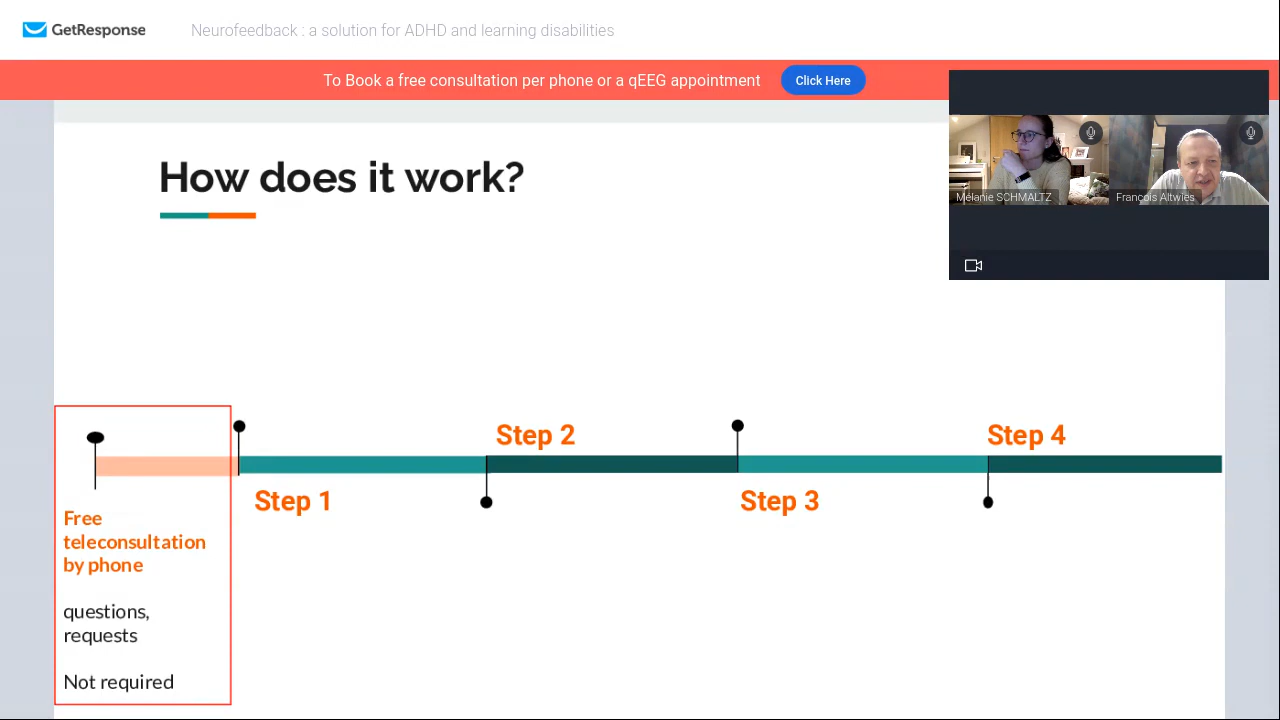 GetResponse
Neurofeedback : a solution for ADHD and learning disabilities
To Book a free consultation per phone or a qEEG appointment
Click Here
How does it work?
Mélanie SCHMALTZ
François Altwies
Step 2
Step 4
Step 1
Step 3
Free
teleconsultation
by phone
questions,
requests
Not required